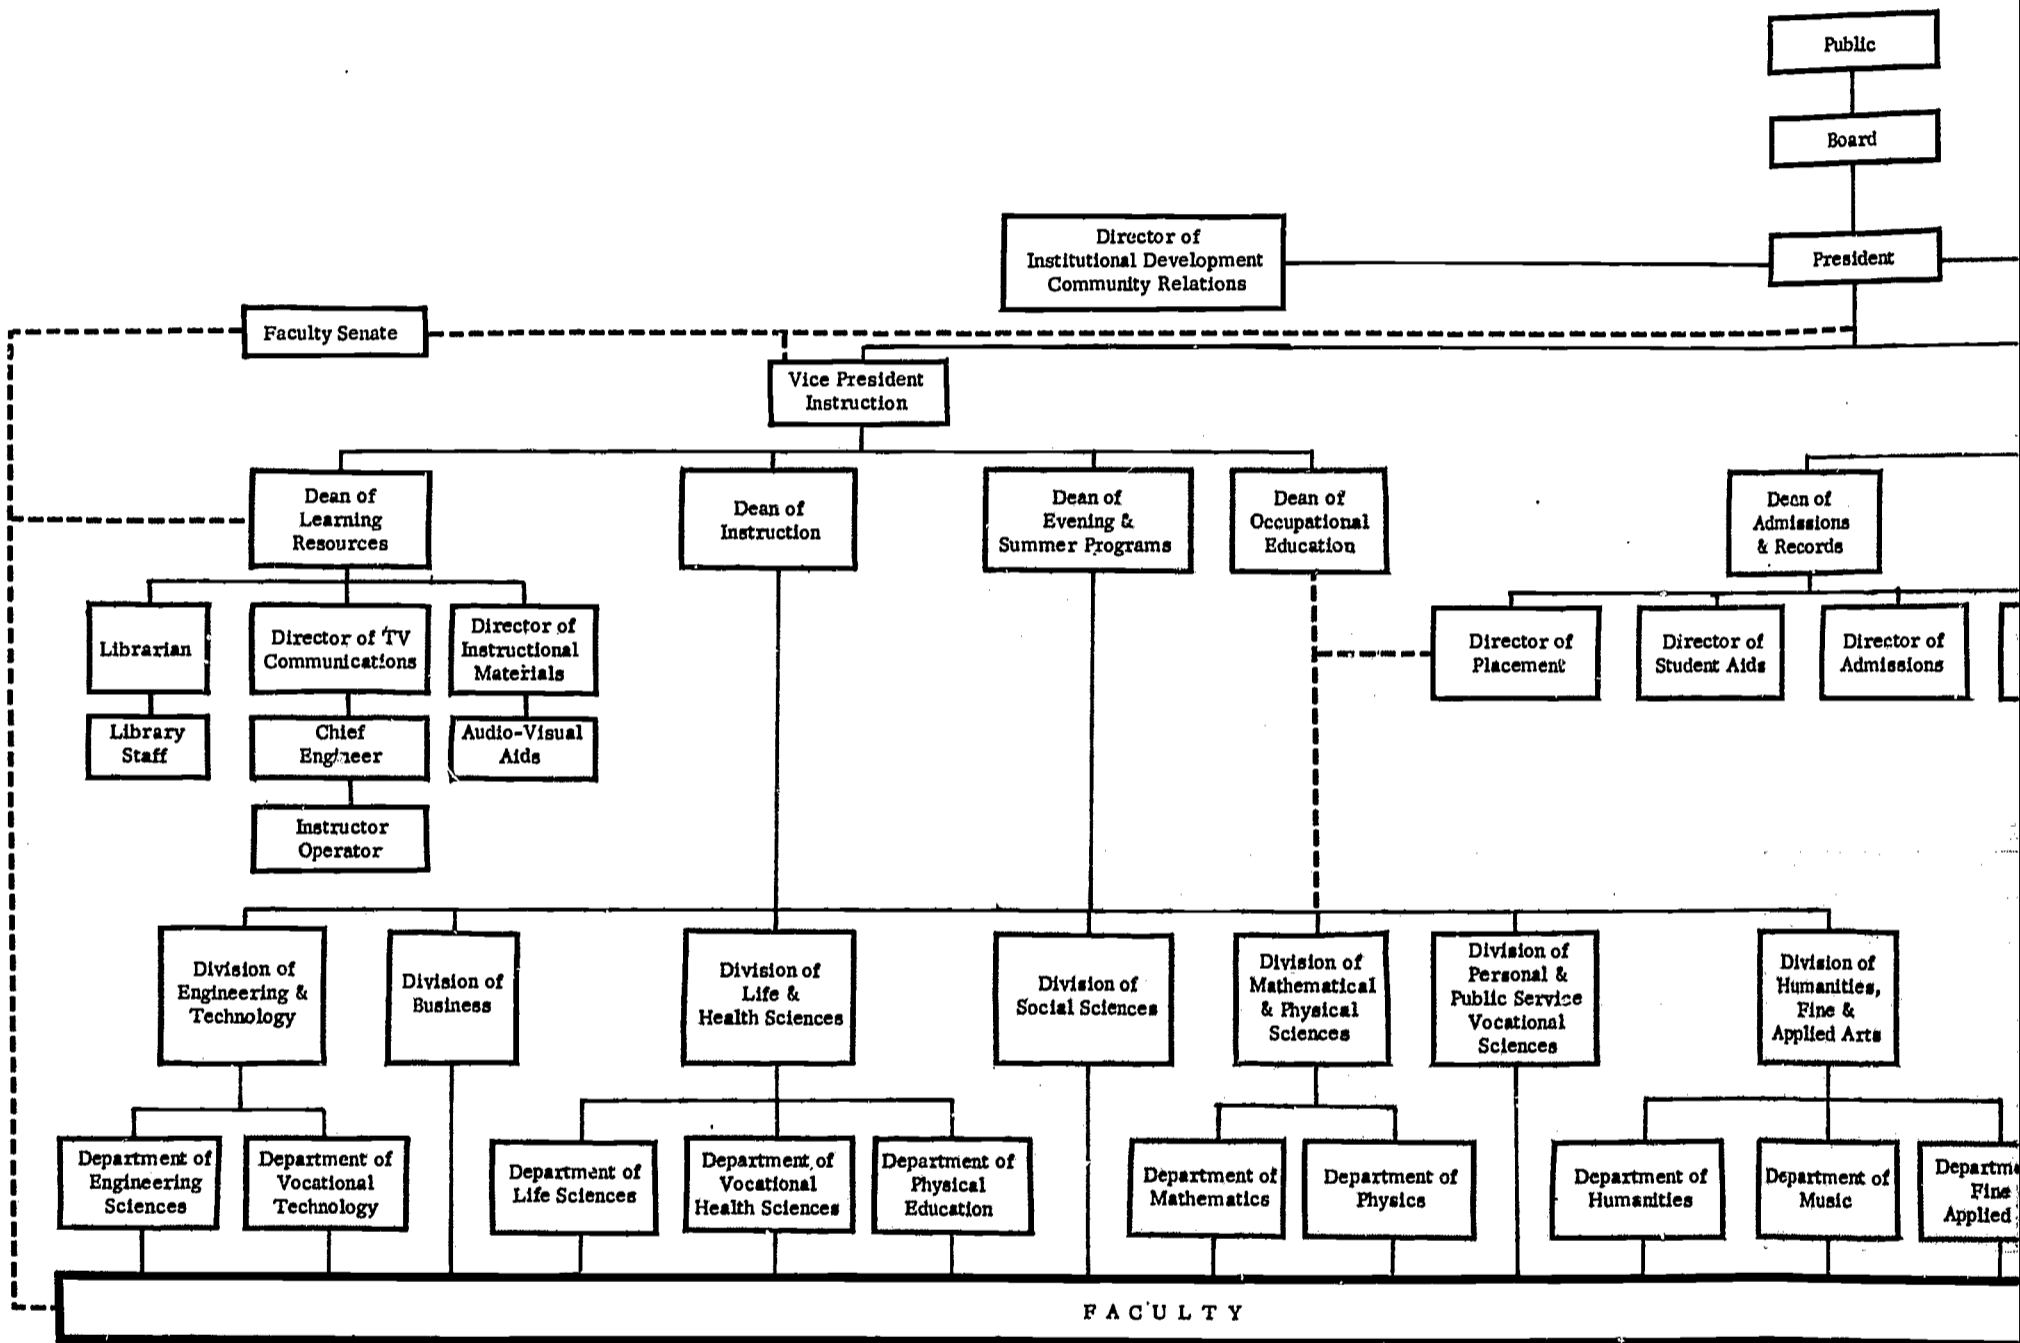 Public
Board
Director of
Institutional Development
Community Relations
President
Faculty Senate
Vice President
Instruction
Dean of
Learning
Resources
Dean of
Instruction
Dean of
Evening &
Summer Programs
Dean of
Occupational
Education
Dean of
Admissions
& Records
Librarian
Director of TV
Communications
Director of
Instructional
Materials
Director of
Placement
Director of
Student Aids
Director of
Admissions
Library
Staff
Chief
Engineer
Audio-Visual
Aids
Instructor
Operator
Division of
Engineering &
Technology
Division of
Business
Division of
Life &
Health Sciences
Division of
Social Sciences
Division of
Mathematical
& Physical
Sciences
Division of
Personal &
Public Service
Vocational
Sciences
Division of
Humanities,
Fine &
Applied Arts
Department of
Engineering
Sciences
Department of
Vocational
Technology
Department of
Life Sciences
Department of
Vocational
Health Sciences
Department of
Physical
Education
Department of
Mathematics
Department of
Physics
Department of
Humanities
Department of
Music
Departme
Fine
Applied
FACULTY